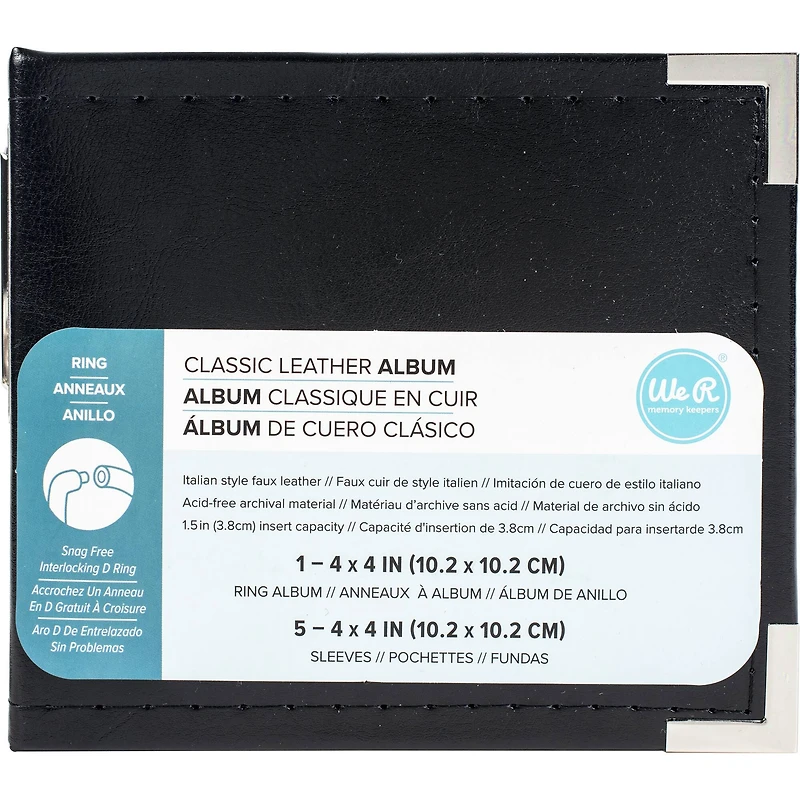 RING
ANNEAUX
ANILLO
Snag Free
Interlocking D Ring
Accrochez Un Anneau
En D Gratuit À Croisure
Aro D De Entrelazado
Sin Problemas
CLASSIC LEATHER ALBUM
ALBUM CLASSIQUE EN CUIR
ÁLBUM DE CUERO CLÁSICO
We R
memory keepers
®
Italian style faux leather // Faux cuir de style italien // Imitación de cuero de estilo italiano
Acid-free archival material // Matériau d'archive sans acid // Material de archivo sin ácido
1.5 in (3.8cm) insert capacity // Capacité d'insertion de 3.8cm // Capacidad para insertarde 3.8cm
1 – 4 x 4 IN (10.2 x 10.2 CM)
RING ALBUM // ANNEAUX À ALBUM // ÁLBUM DE ANILLO
5 – 4 x 4 IN (10.2 x 10.2 CM)
SLEEVES // POCHETTES // FUNDAS